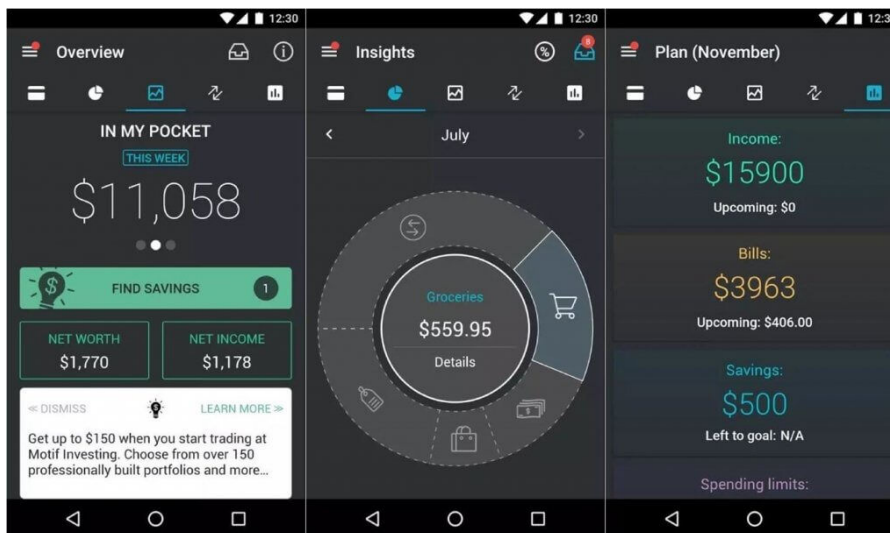 12:30
Overview
IN MY POCKET
THIS WEEK
$11,058
$
FIND SAVINGS
1
NET WORTH
$1,770
NET INCOME
$1,178
≪ DISMISS
LEARN MORE ≫
Get up to $150 when you start trading at
Motif Investing. Choose from over 150
professionally built portfolios and more...
12:30
Insights
%
8
July
Groceries
$559.95
Details
12:30
Plan (November)
Income:
$15900
Upcoming: $0
Bills:
$3963
Upcoming: $406.00
Savings:
$500
Left to goal: N/A
Spending limits: